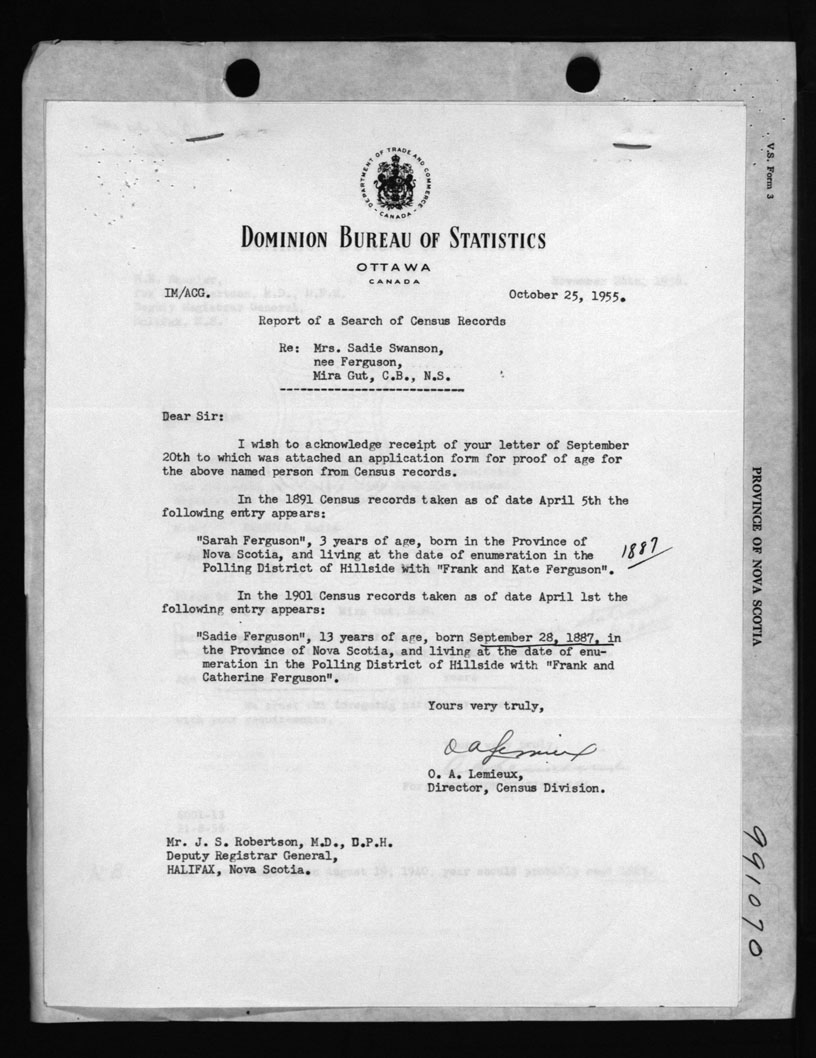 V.S. Form 3
DEPARTMENT OF TRADE AND COMMERCE
- CANADA -
DOMINION BUREAU OF STATISTICS
OTTAWA
CANADA
IM/ACG.
October 25, 1955.
Report of a Search of Census Records
Re: Mrs. Sadie Swanson,
nee Ferguson,
Mira Gut, C.B., N.S.
Dear Sir:
I wish to acknowledge receipt of your letter of September
20th to which was attached an application form for proof of age for
the above named person from Census records.
In the 1891 Census records taken as of date April 5th the
following entry appears:
"Sarah Ferguson", 3 years of age, born in the Province of
Nova Scotia, and living at the date of enumeration in the
Polling District of Hillside with "Frank and Kate Ferguson".
1887
In the 1901 Census records taken as of date April 1st the
following entry appears:
"Sadie Ferguson", 13 years of age, born September 28, 1887, in
the Province of Nova Scotia, and living at the date of enu-
meration in the Polling District of Hillside with "Frank and
Catherine Ferguson".
Yours very truly,
O A Lemieux
O. A. Lemieux,
Director, Census Division.
Mr. J. S. Robertson, M.D., D.P.H.
Deputy Registrar General,
HALIFAX, Nova Scotia.
PROVINCE OF NOVA SCOTIA
991070